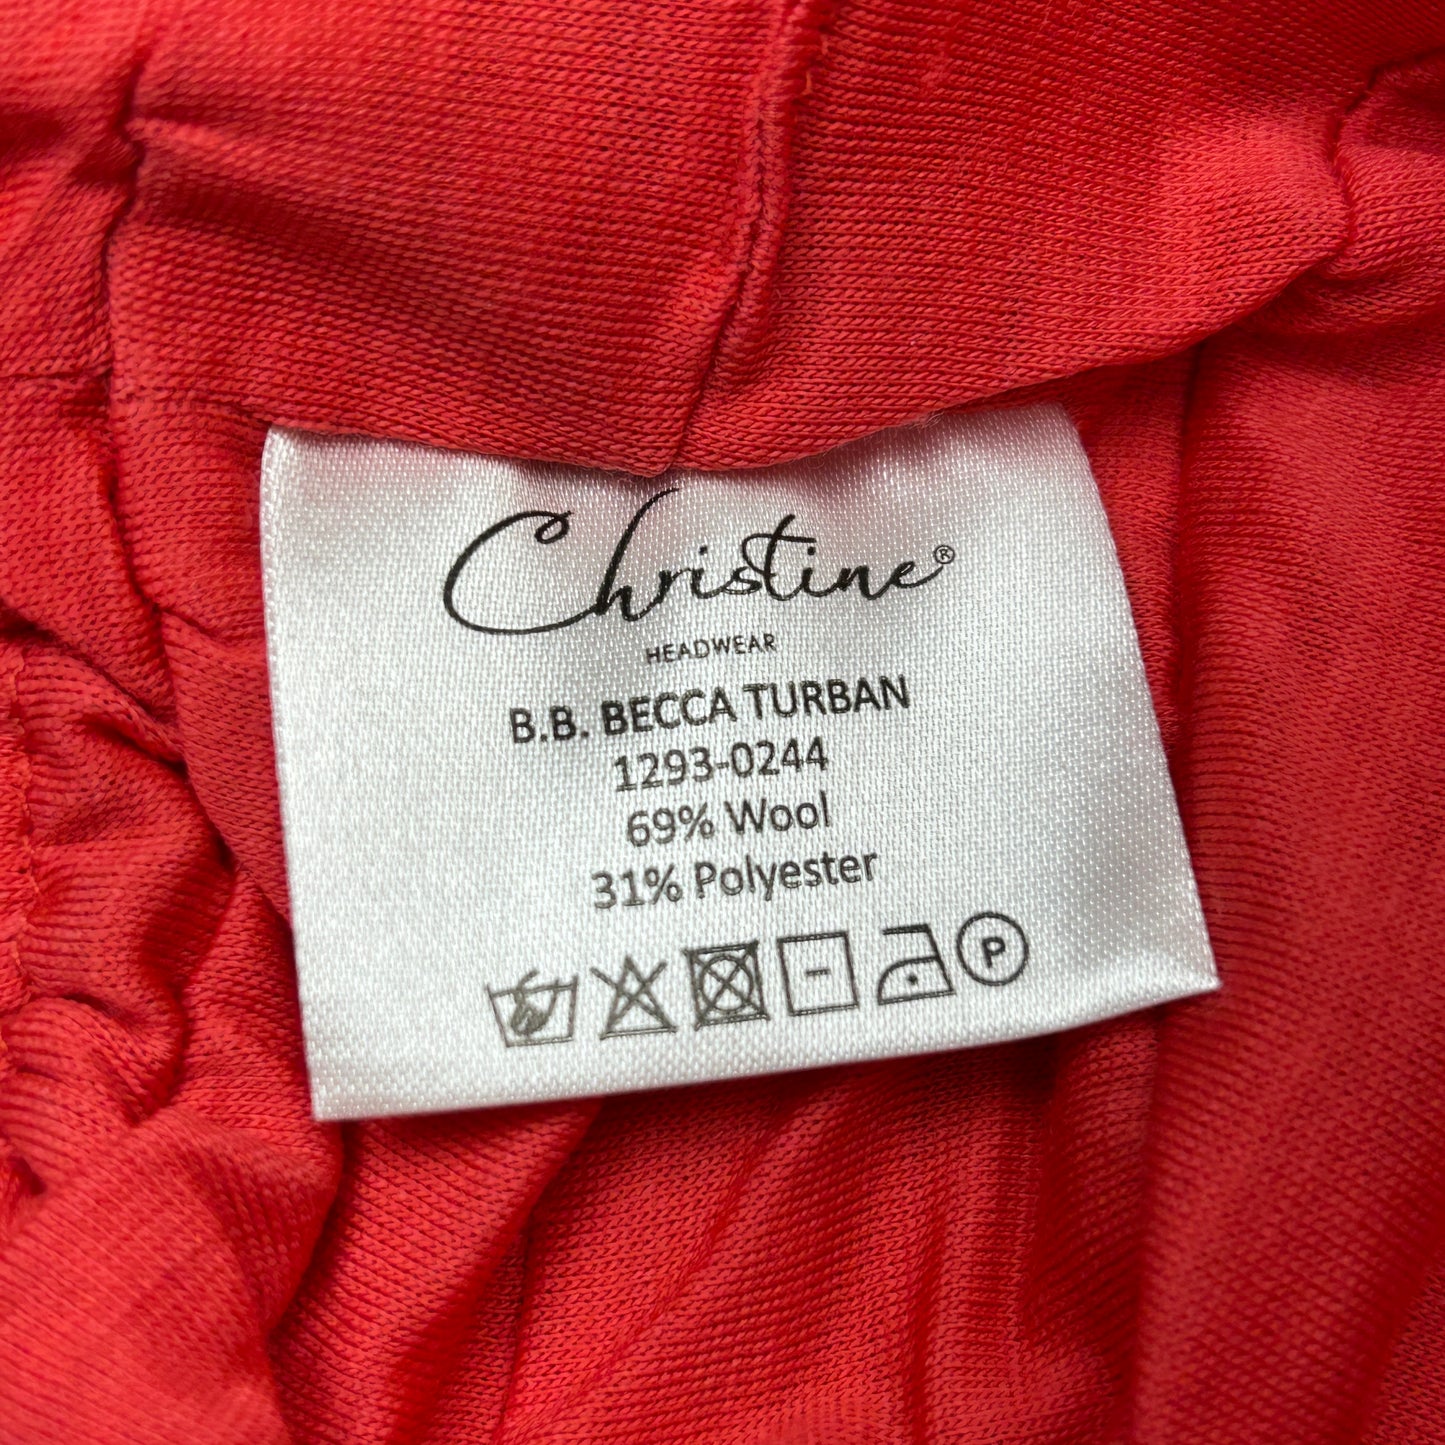 Christine®
HEADWEAR
B.B. BECCA TURBAN
1293-0244
69% Wool
31% Polyester
P